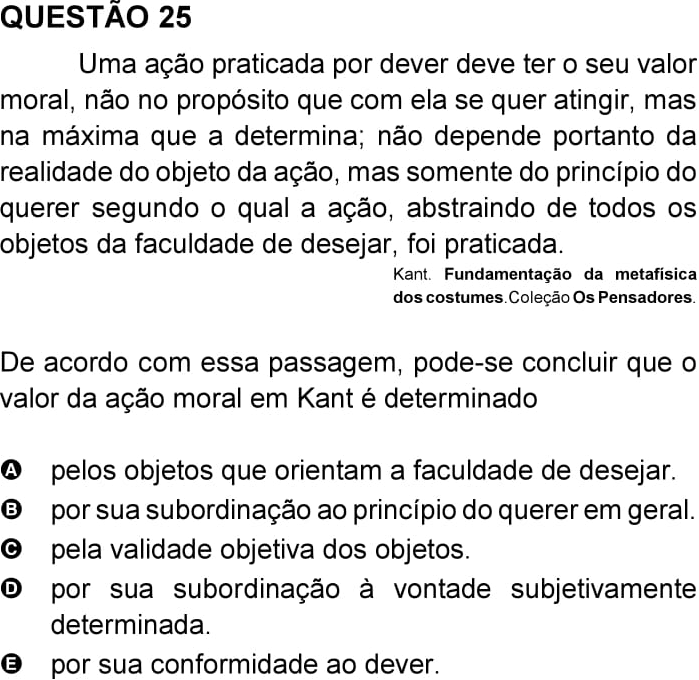 QUESTÃO 25
Uma ação praticada por dever deve ter o seu valor
moral, não no propósito que com ela se quer atingir, mas
na máxima que a determina; não depende portanto da
realidade do objeto da ação, mas somente do princípio do
querer segundo o qual a ação, abstraindo de todos os
objetos da faculdade de desejar, foi praticada.
Kant. Fundamentação da metafísica
dos costumes.Coleção Os Pensadores.
De acordo com essa passagem, pode-se concluir que o
valor da ação moral em Kant é determinado
A pelos objetos que orientam a faculdade de desejar.
B por sua subordinação ao princípio do querer em geral.
C pela validade objetiva dos objetos.
D por sua subordinação à vontade subjetivamente
determinada.
E por sua conformidade ao dever.